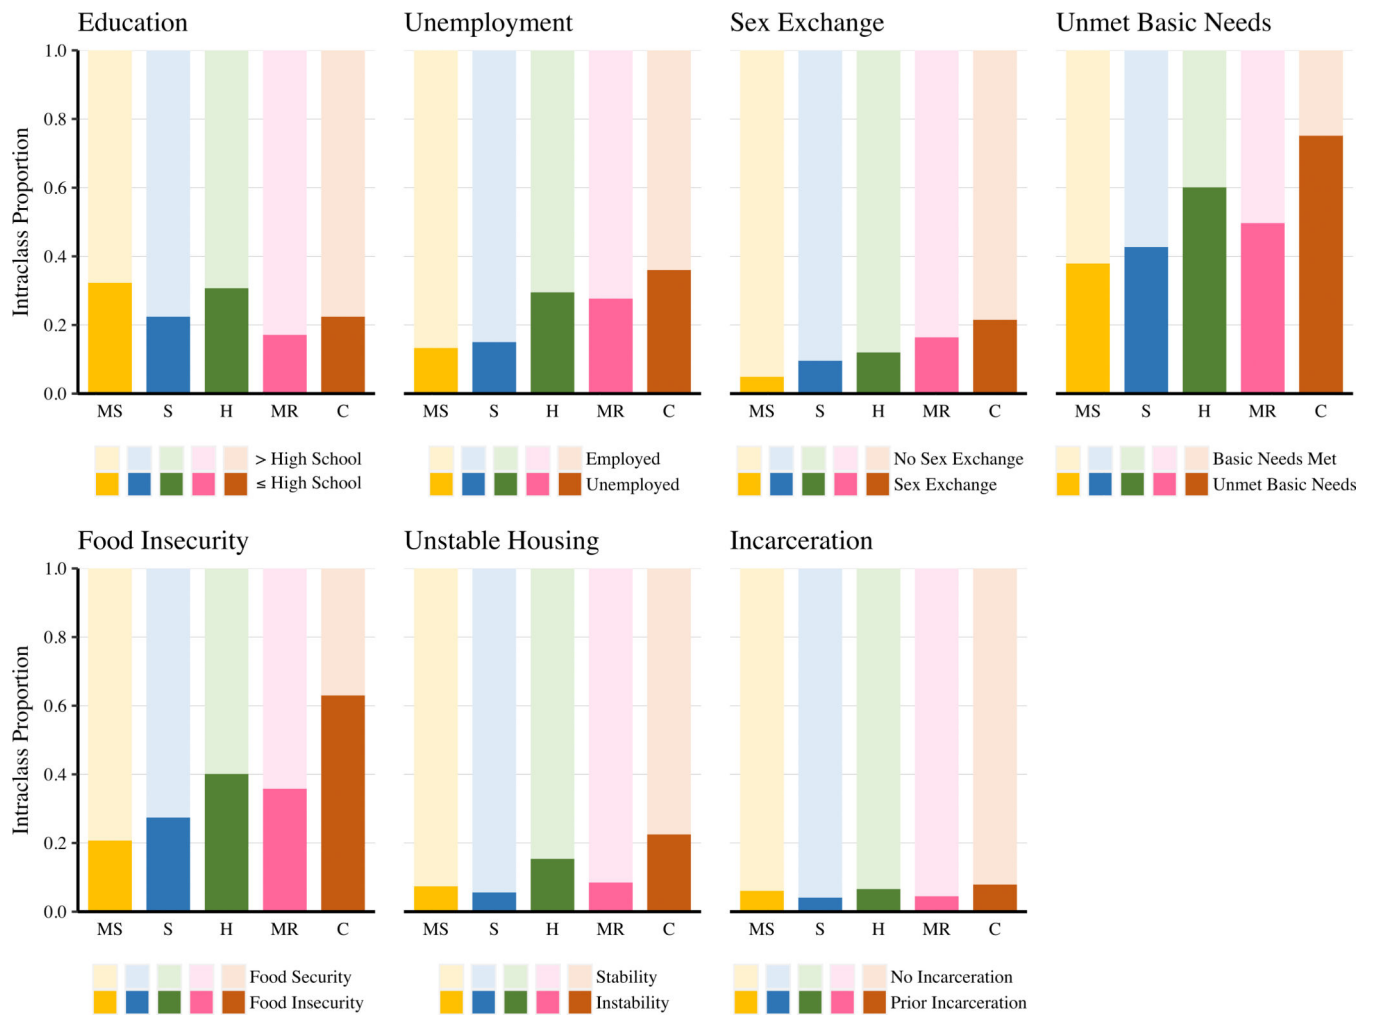 Education Unemployment Sex Exchange Unmet Basic Needs
Intraclass Proportion
1.0
0.8
0.6
0.4
0.2
0.0
MS S H MR C MS S H MR C MS S H MR C MS S H MR C
> High School Employed No Sex Exchange Basic Needs Met
≤ High School Unemployed Sex Exchange Unmet Basic Needs
Food Insecurity Unstable Housing Incarceration
Intraclass Proportion
1.0
0.8
0.6
0.4
0.2
0.0
MS S H MR C MS S H MR C MS S H MR C
Food Security Stability No Incarceration
Food Insecurity Instability Prior Incarceration